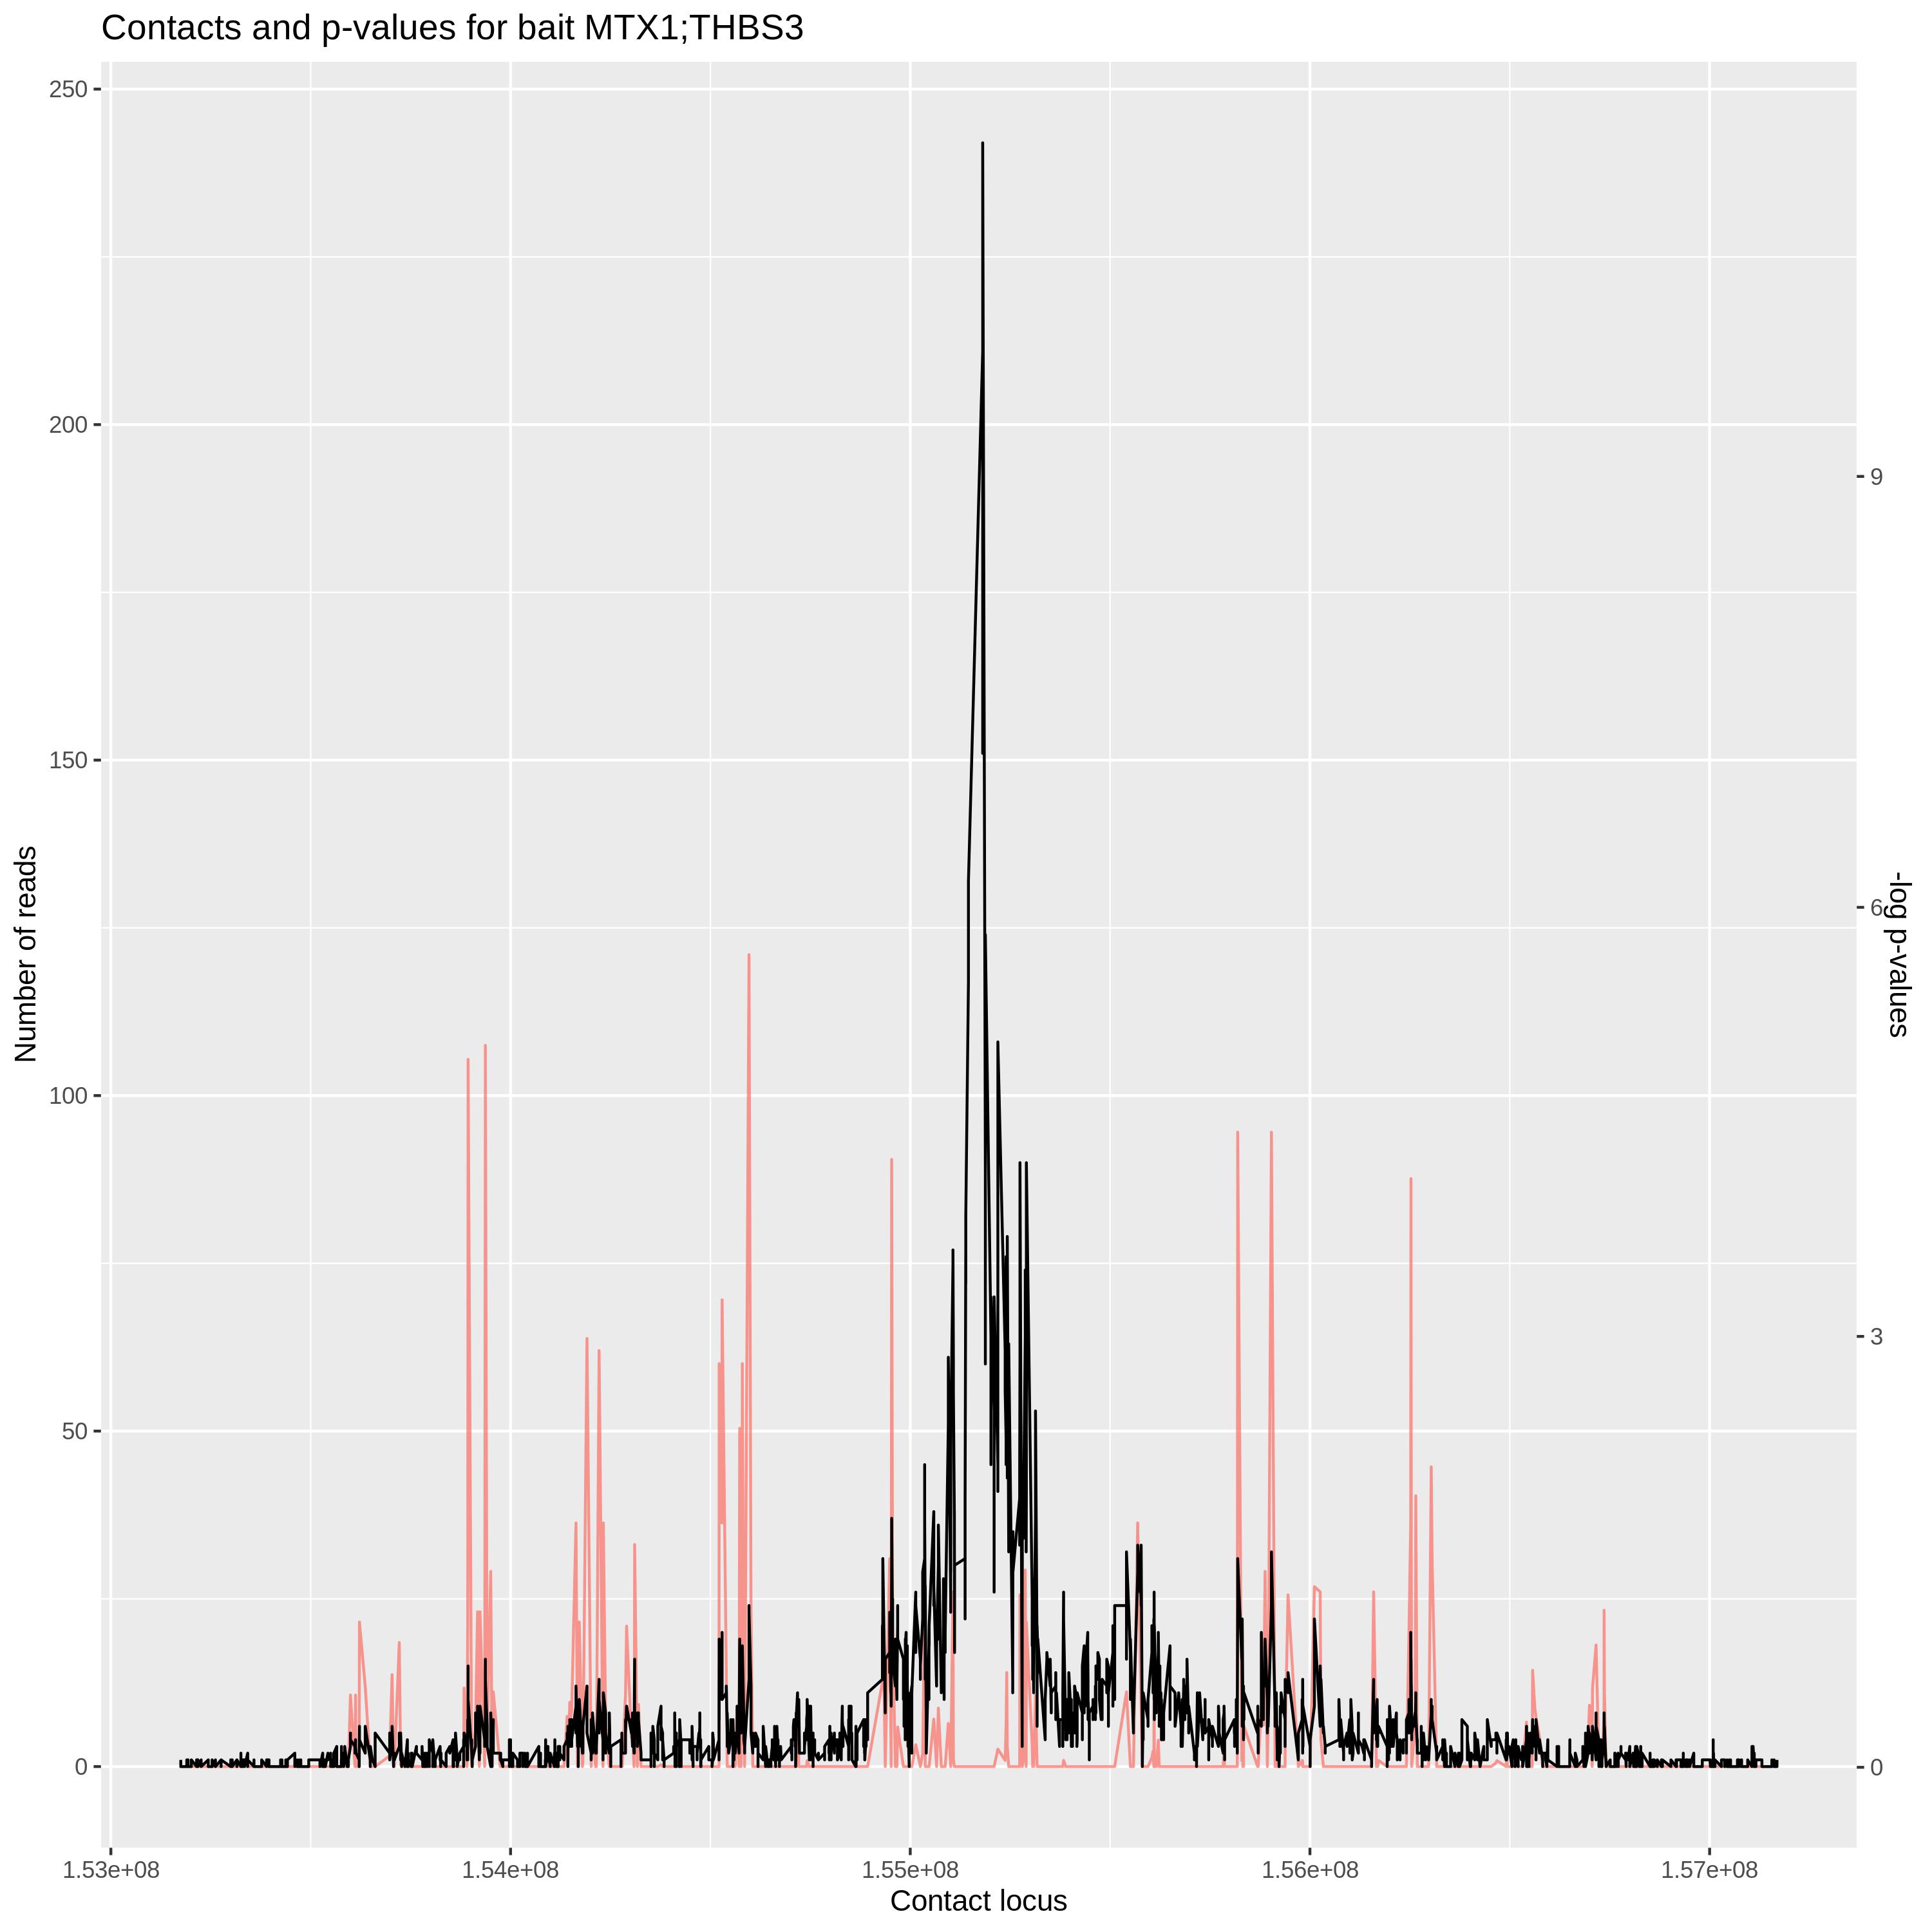 Contacts and p-values for bait MTX1;THBS3
250
200
150
100
50
0
Number of reads
9
6
3
0
-log p-values
1.53e+08
1.54e+08
1.55e+08
1.56e+08
1.57e+08
Contact locus